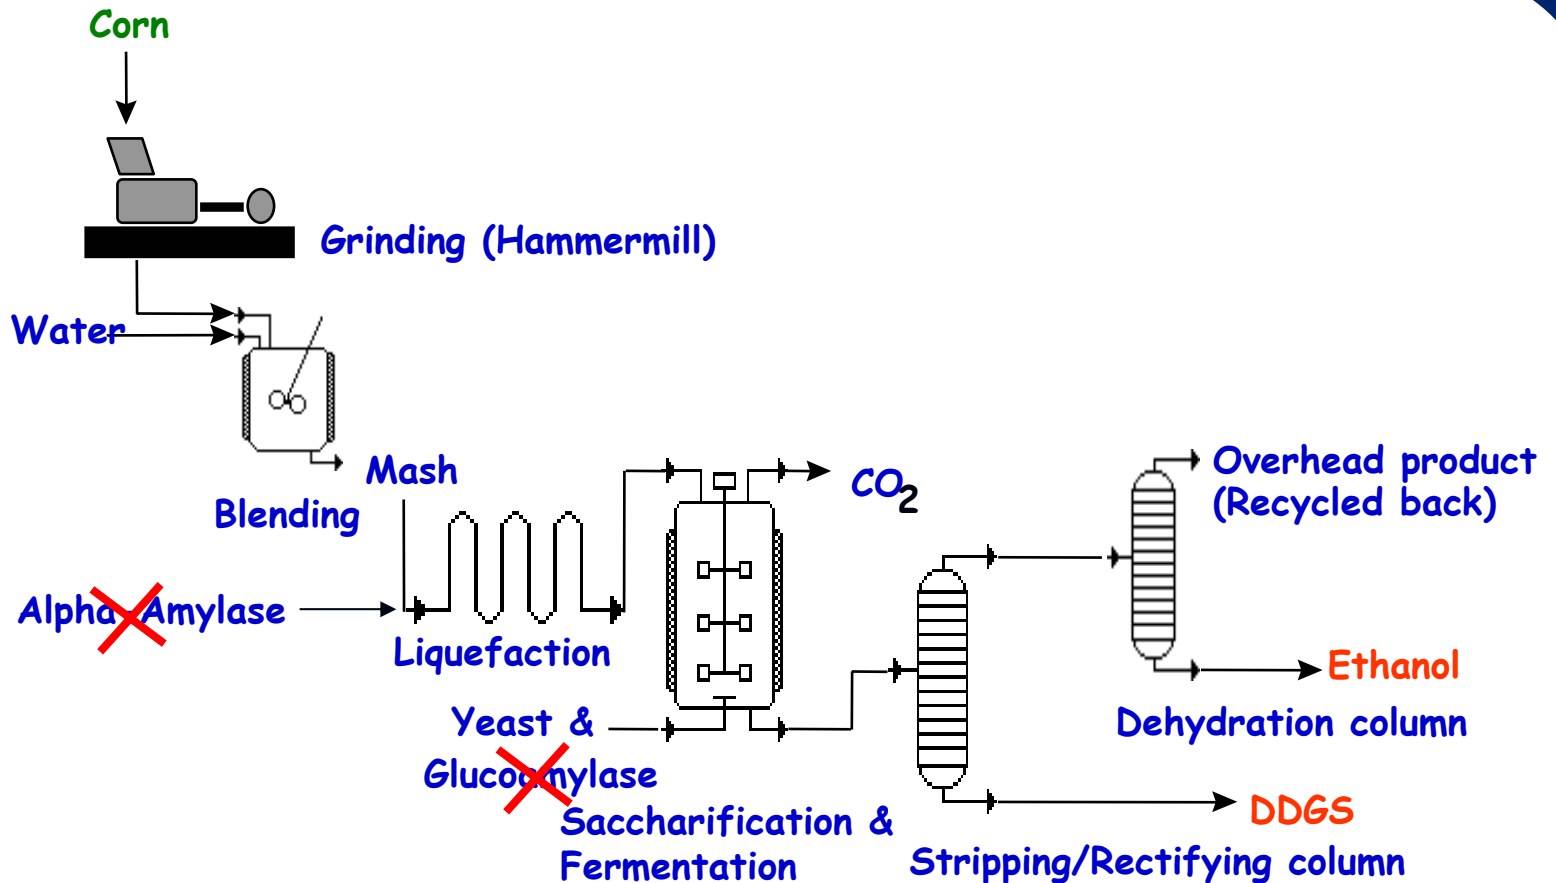 Corn
Grinding (Hammermill)
Water
Mash
Blending
Alpha-Amylase
Liquefaction
CO2
Overhead product
(Recycled back)
Ethanol
Dehydration column
Yeast &
Glucoamylase
Saccharification &
Fermentation
DDGS
Stripping/Rectifying column